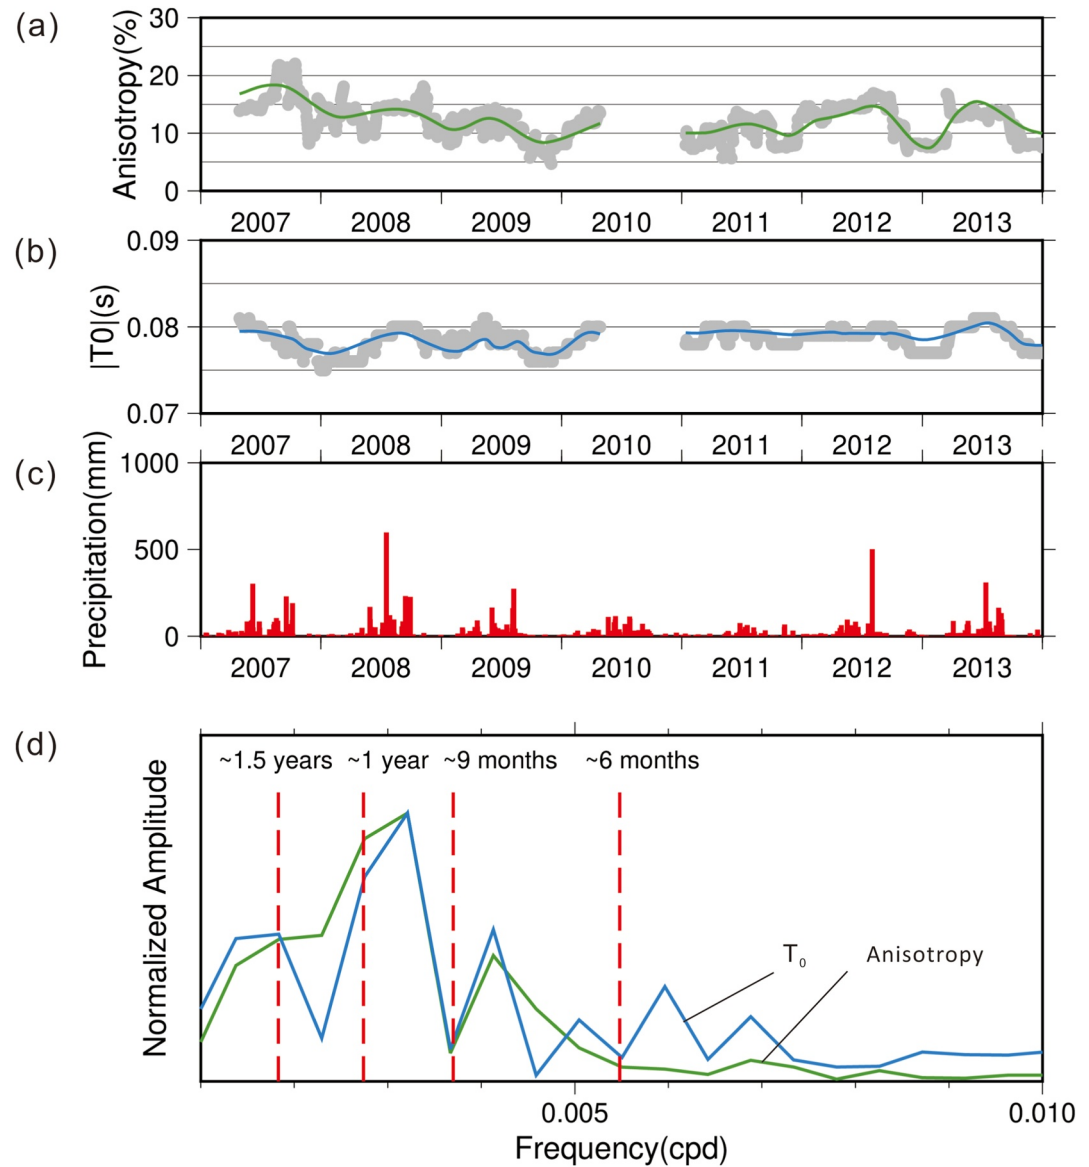 (a)
Anisotropy(%)
30
20
10
0
2007 2008 2009 2010 2011 2012 2013
(b)
|T0|(s)
0.09
0.08
0.07
2007 2008 2009 2010 2011 2012 2013
(c)
Precipitation(mm)
1000
500
0
2007 2008 2009 2010 2011 2012 2013
(d)
Normalized Amplitude
~1.5 years ~1 year ~9 months ~6 months
T₀ Anisotropy
0.005 0.010
Frequency(cpd)